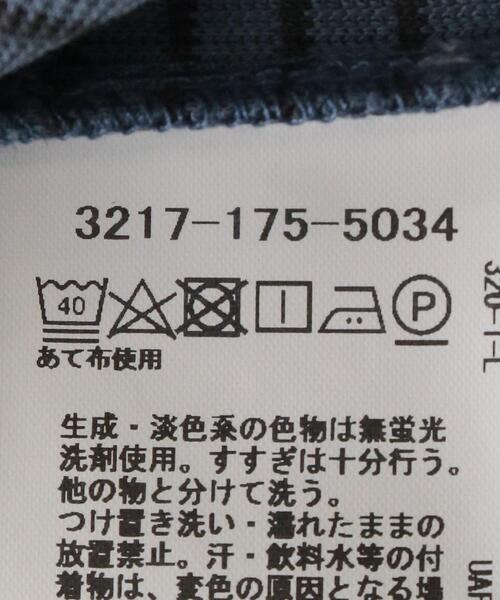 3217-175-5034
40 P
あて布使用
生成・淡色系の色物は無蛍光
洗剤使用。すすぎは十分行う。
他の物と分けて洗う。
つけ置き洗い・濡れたままの
放置禁止。汗・飲料水等の付
着物は、変色の原因となる場
320-1-L
UAR